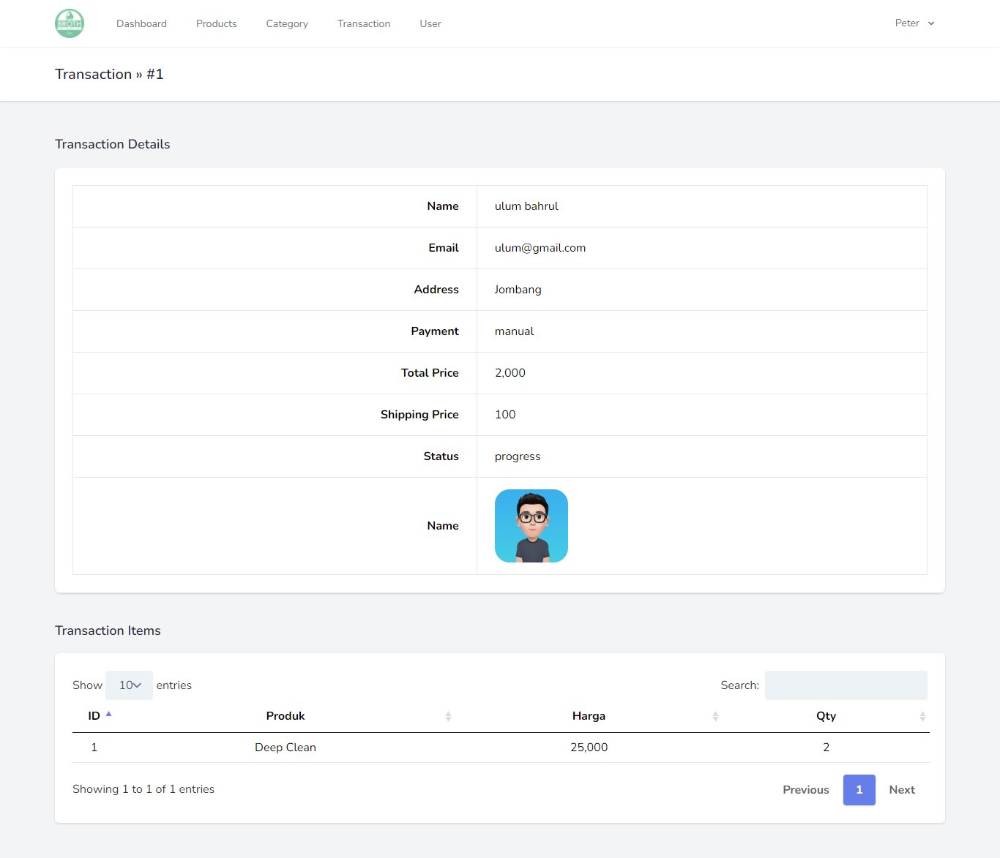 BROTH
Dashboard Products Category Transaction User Peter
Transaction » #1
Transaction Details
Name ulum bahrul
Email ulum@gmail.com
Address Jombang
Payment manual
Total Price 2,000
Shipping Price 100
Status progress
Name
Transaction Items
Show 10 entries Search:
ID Produk Harga Qty
1 Deep Clean 25,000 2
Showing 1 to 1 of 1 entries Previous 1 Next